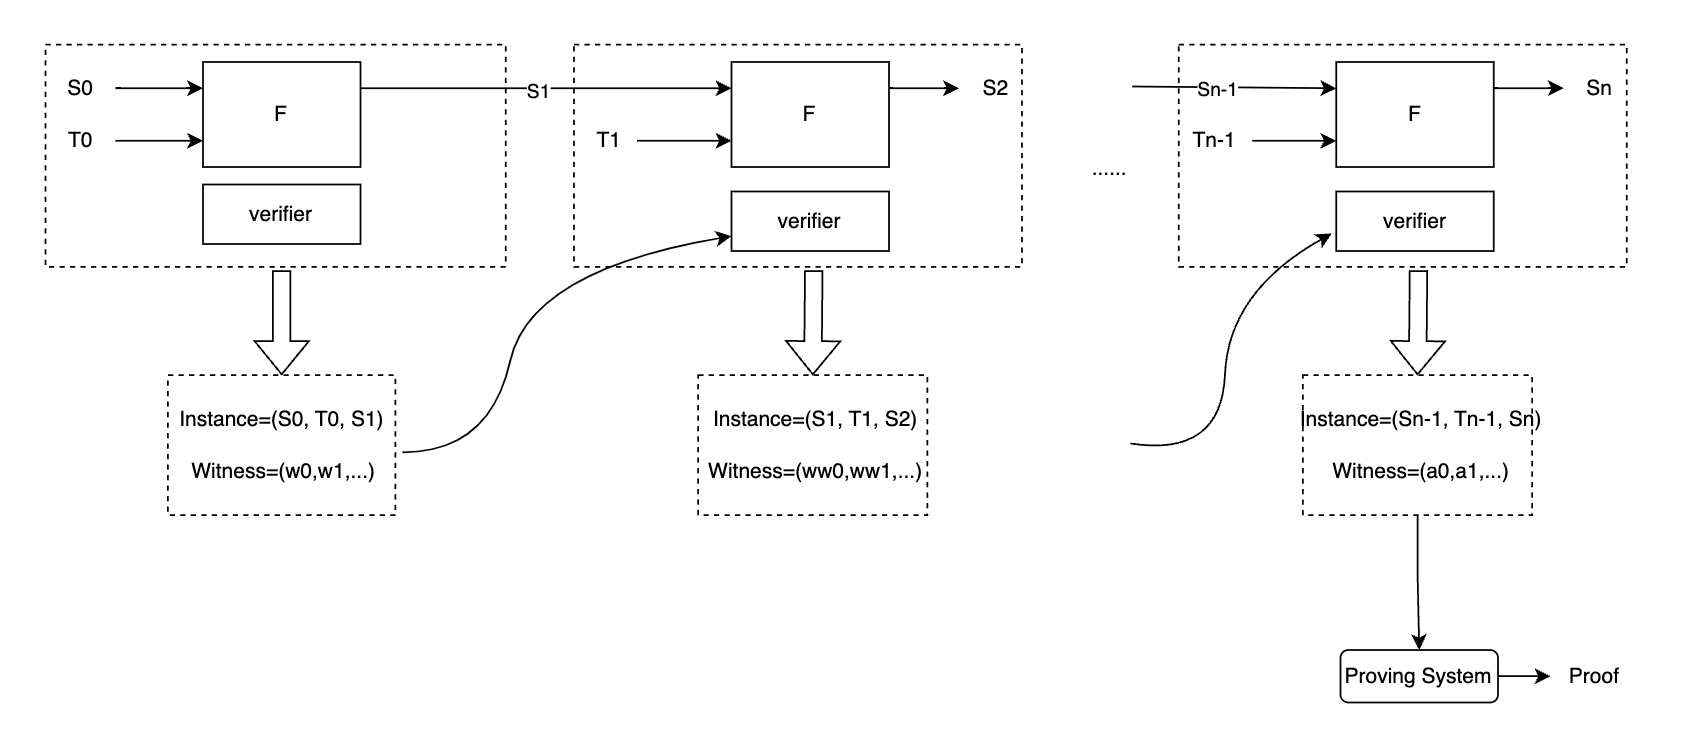 S0
F
S1
T0
verifier
Instance=(S0, T0, S1)
Witness=(w0,w1,...)
F
S2
T1
verifier
Instance=(S1, T1, S2)
Witness=(ww0,ww1,...)
......
Sn-1
F
Sn
Tn-1
verifier
Instance=(Sn-1, Tn-1, Sn)
Witness=(a0,a1,...)
Proving System
Proof